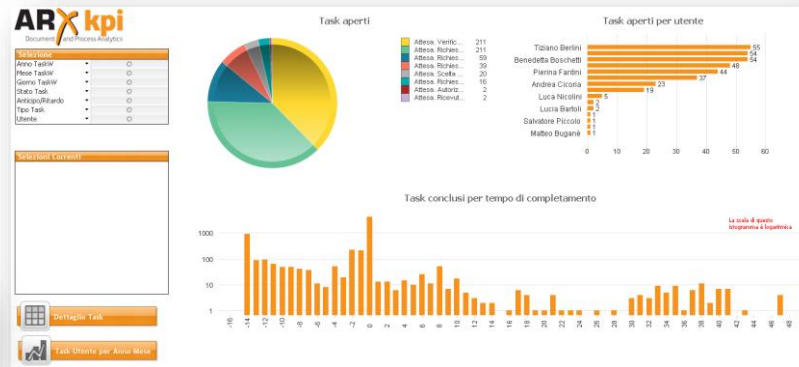 ARXkpi
Document and Process Analytics
Selezione
Anno TaskW
Mese TaskW
Giorno TaskW
Stato Task
Anticipo/Ritardo
Tipo Task
Utente
Selezioni Correnti
Dettaglio Task
Task Utente per Anno Mese
Task aperti
Attesa. Verific... 211
Attesa. Richies... 211
Attesa. Richies... 59
Attesa. Richies... 39
Attesa. Scelta ... 20
Attesa. Richies... 16
Attesa. Autoriz... 2
Attesa. Ricevut... 2
Task aperti per utente
Tiziano Berlini 55
54
Benedetta Boschetti 54
48
Pierina Fantini 44
37
Andrea Cicoria 23
19
Luca Nicolini 5
2
Lucia Bartoli 2
1
Salvatore Piccolo 1
1
Matteo Buganè 1
0 10 20 30 40 50 60
Task conclusi per tempo di completamento
La scala di questo
istogramma è logaritmica
1000
100
10
1
-16 -14 -12 -10 -8 -6 -4 -2 0 2 4 6 8 10 12 14 16 18 20 21 24 26 28 30 32 34 36 38 40 42 44 46 48